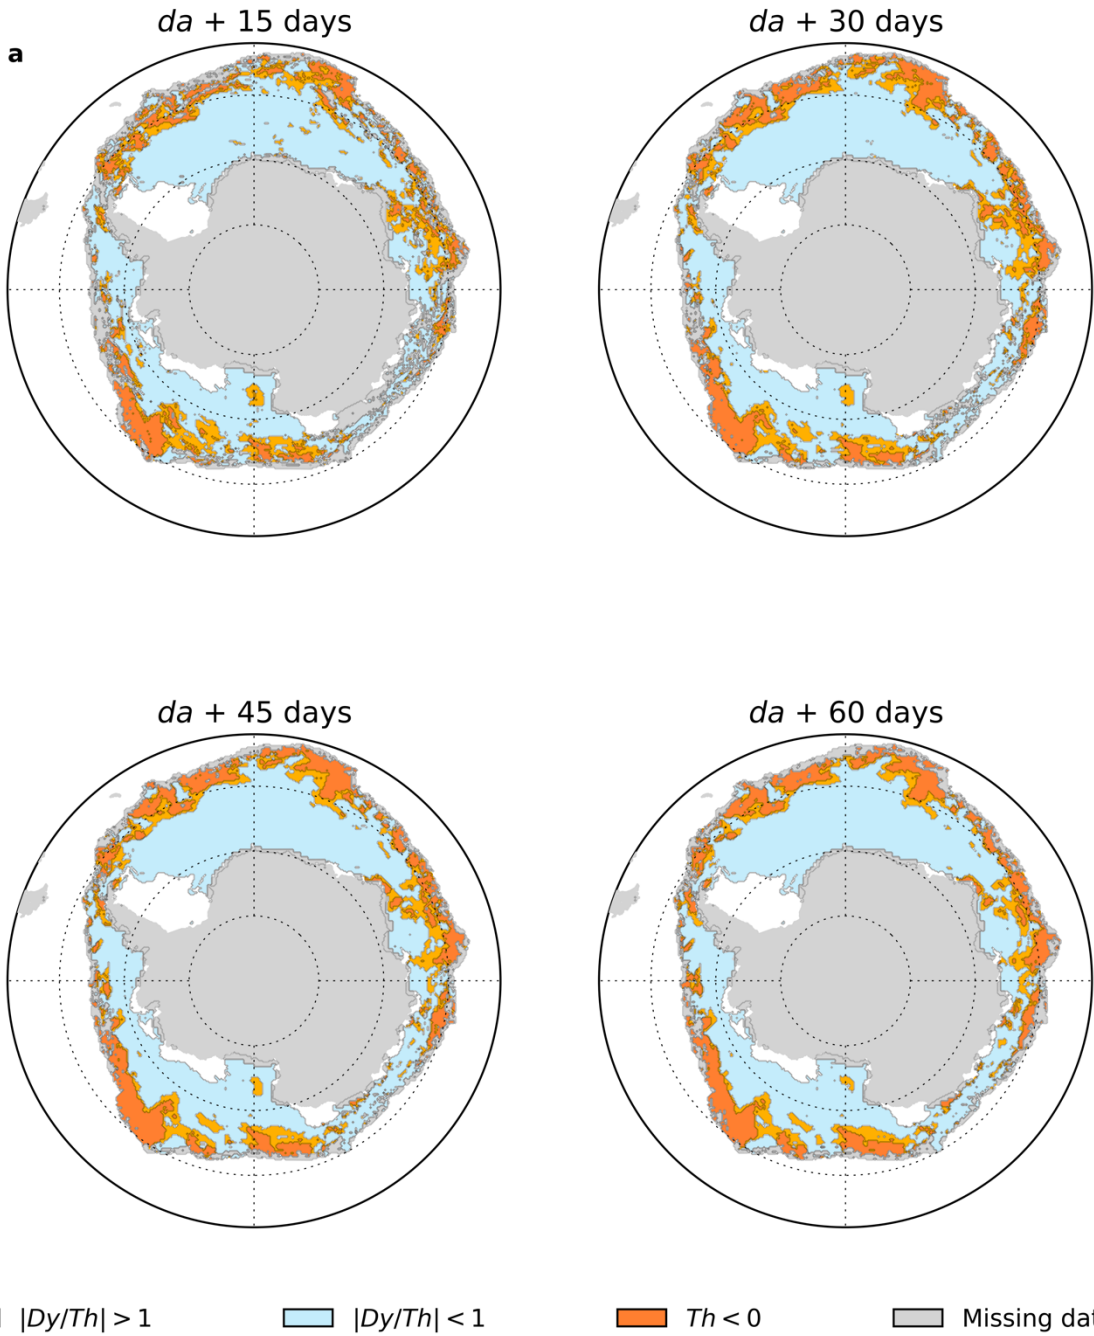 da + 15 days
da + 30 days
a
da + 45 days
da + 60 days
|Dy/Th| > 1
|Dy/Th| < 1
Th < 0
Missing dat